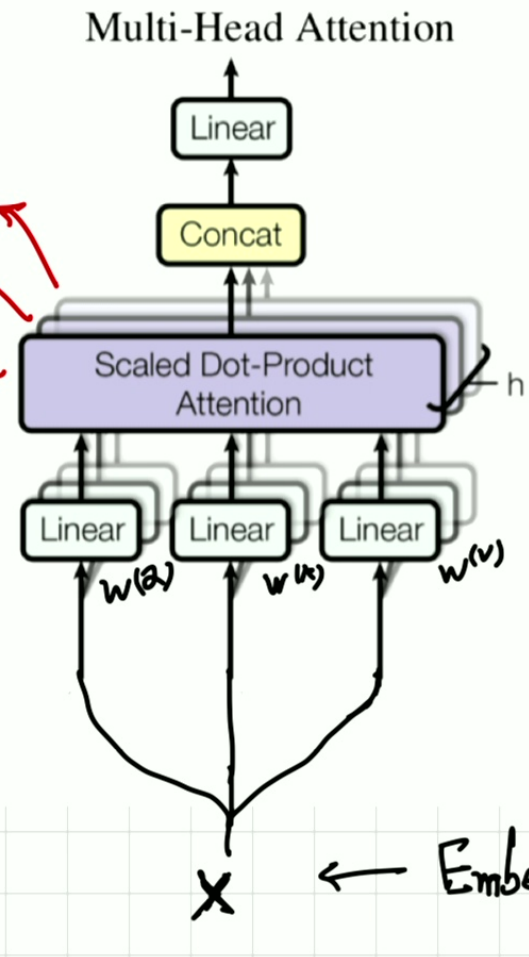 Multi-Head Attention
Linear
Concat
Scaled Dot-Product
Attention
h
Linear Linear Linear
W(Q) W(K) W(V)
X ← Embe